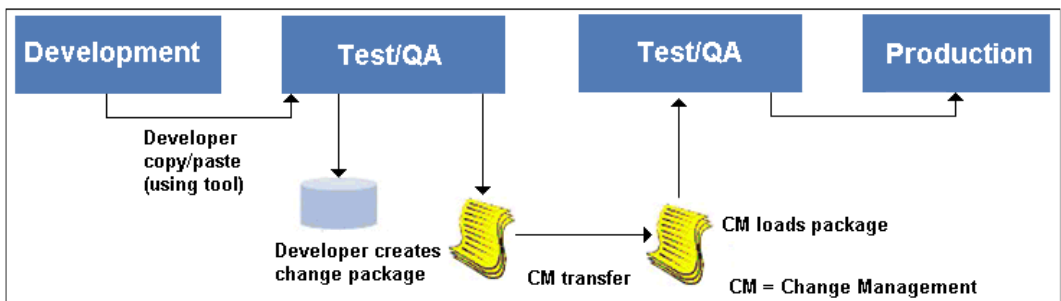 Development
Test/QA
Test/QA
Production
Developer
copy/paste
(using tool)
Developer creates
change package
CM transfer
CM loads package
CM = Change Management